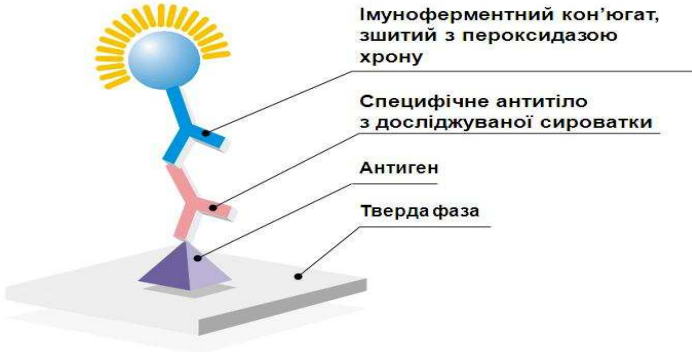 Імуноферментний кон’югат,
зшитий з пероксидазою
хрону
Специфічне антитіло
з досліджуваної сироватки
Антиген
Тверда фаза